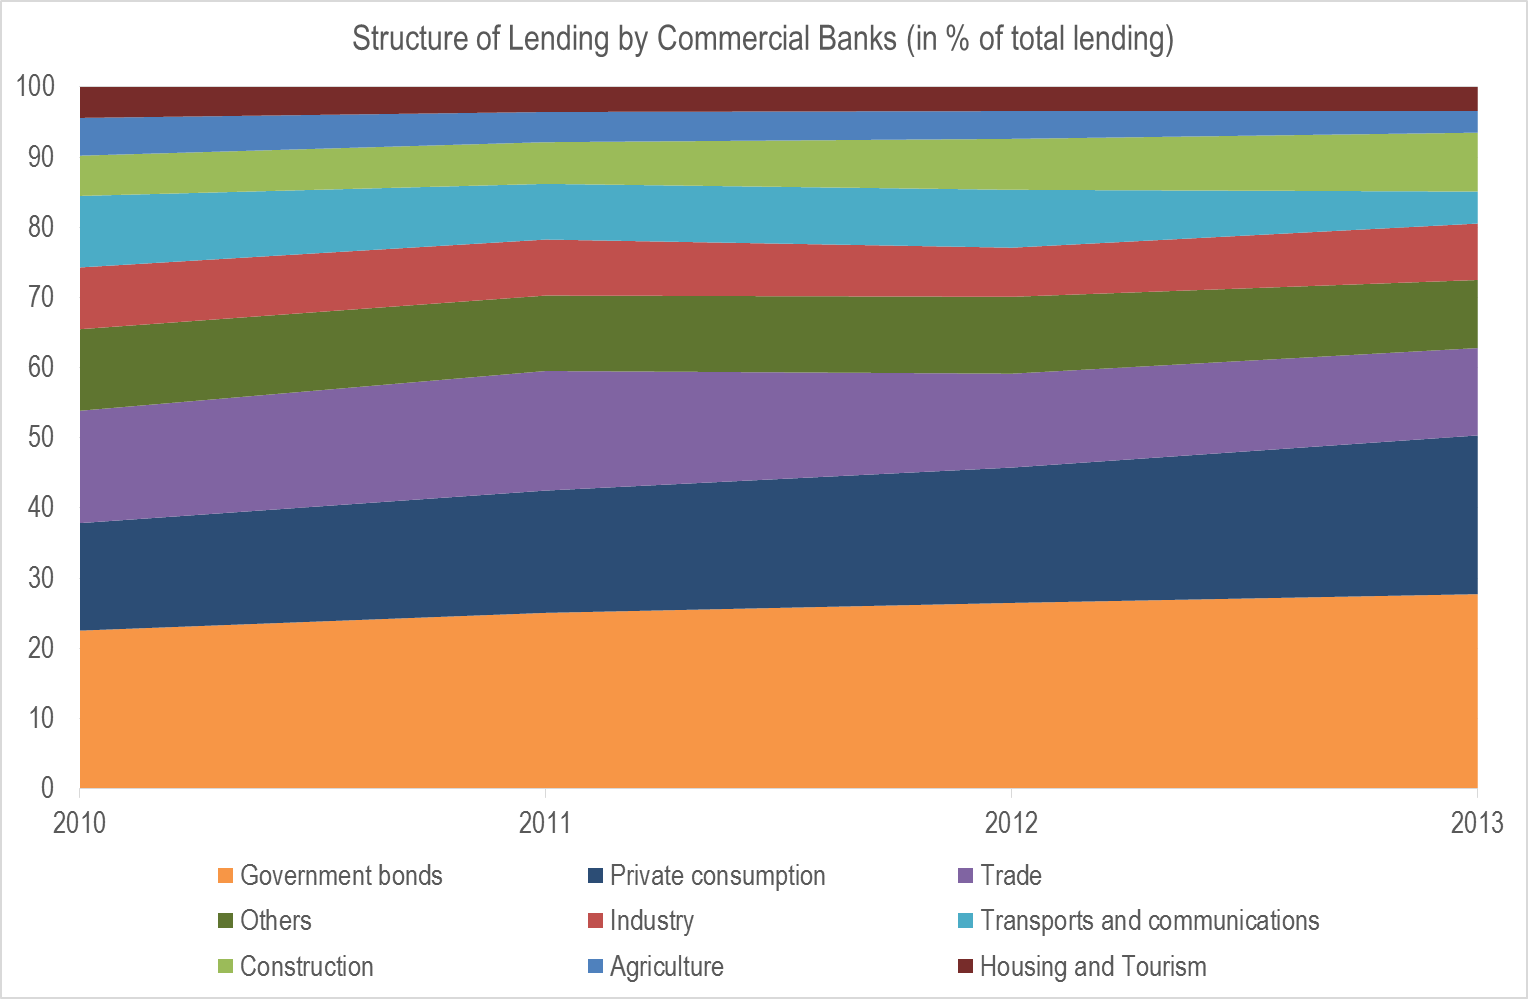 Structure of Lending by Commercial Banks (in % of total lending)
100
90
80
70
60
50
40
30
20
10
0
2010 2011 2012 2013
Government bonds Private consumption Trade
Others Industry Transports and communications
Construction Agriculture Housing and Tourism